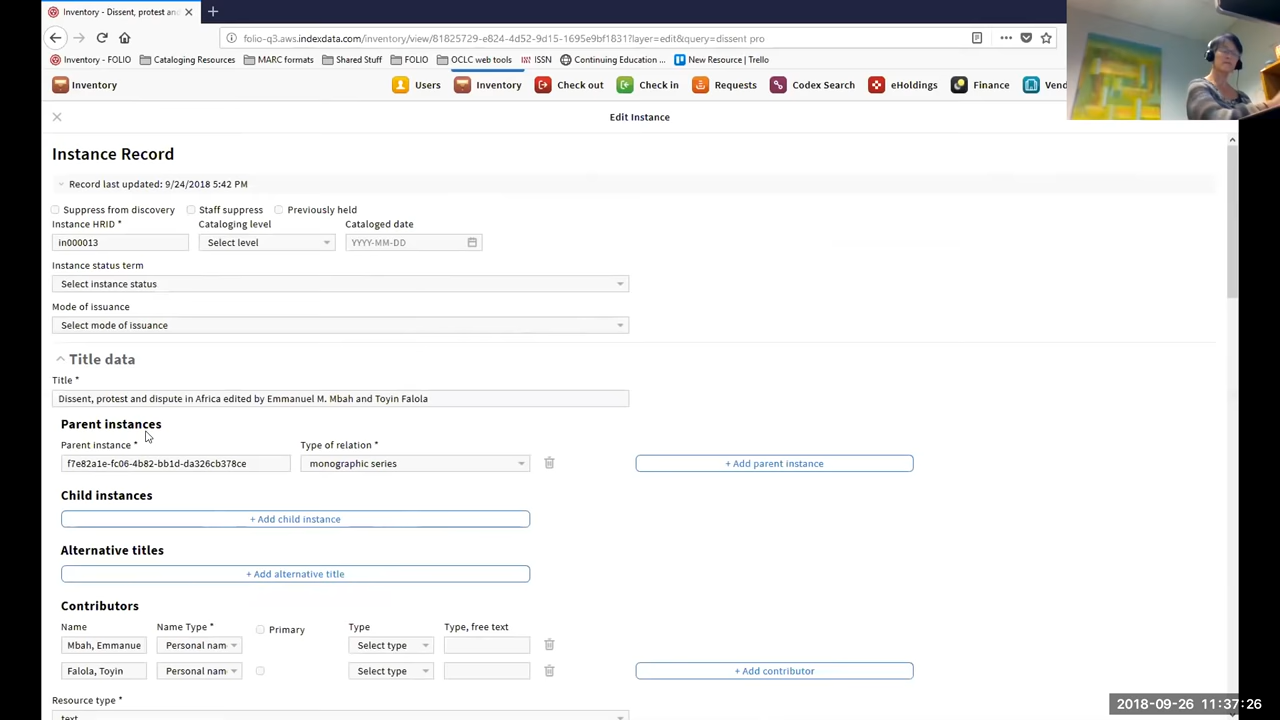 Inventory - Dissent, protest and
folio-q3.aws.indexdata.com/inventory/view/81825729-e824-4d52-9d15-1695e9bf1831?layer=edit&query=dissent pro
Inventory - FOLIO Cataloging Resources MARC formats Shared Stuff FOLIO OCLC web tools ISSN Continuing Education ... New Resource | Trello
Inventory Users Inventory Check out Check in Requests Codex Search eHoldings Finance
Edit Instance
Instance Record
Record last updated: 9/24/2018 5:42 PM
Suppress from discovery Staff suppress Previously held
Instance HRID * Cataloging level Cataloged date
in000013 Select level YYYY-MM-DD
Instance status term
Select instance status
Mode of issuance
Select mode of issuance
Title data
Title *
Dissent, protest and dispute in Africa edited by Emmanuel M. Mbah and Toyin Falola
Parent instances
Parent instance * Type of relation *
f7e82a1e-fc06-4b82-bb1d-da326cb378ce monographic series + Add parent instance
Child instances
+ Add child instance
Alternative titles
+ Add alternative title
Contributors
Name Name Type * Primary Type Type, free text
Mbah, Emmanue Personal nam Select type
Falola, Toyin Personal nam Select type + Add contributor
Resource type *
text
2018-09-26 11:37:26